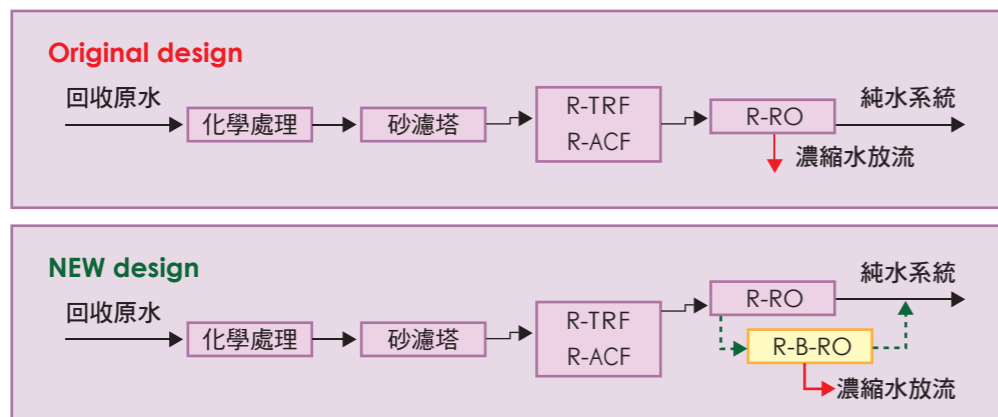 Original design
回收原水
化學處理
砂濾塔
R-TRF
R-ACF
R-RO
純水系統
濃縮水放流
NEW design
回收原水
化學處理
砂濾塔
R-TRF
R-ACF
R-RO
純水系統
R-B-RO
濃縮水放流